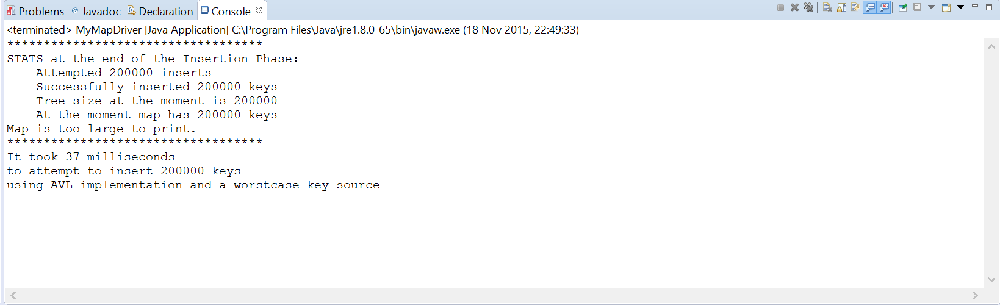 Problems @ Javadoc Declaration Console
<terminated> MyMapDriver [Java Application] C:\Program Files\Java\jre1.8.0_65\bin\javaw.exe (18 Nov 2015, 22:49:33)
***********************************
STATS at the end of the Insertion Phase:
    Attempted 200000 inserts
    Successfully inserted 200000 keys
    Tree size at the moment is 200000
    At the moment map has 200000 keys
Map is too large to print.
***********************************
It took 37 milliseconds
to attempt to insert 200000 keys
using AVL implementation and a worstcase key source